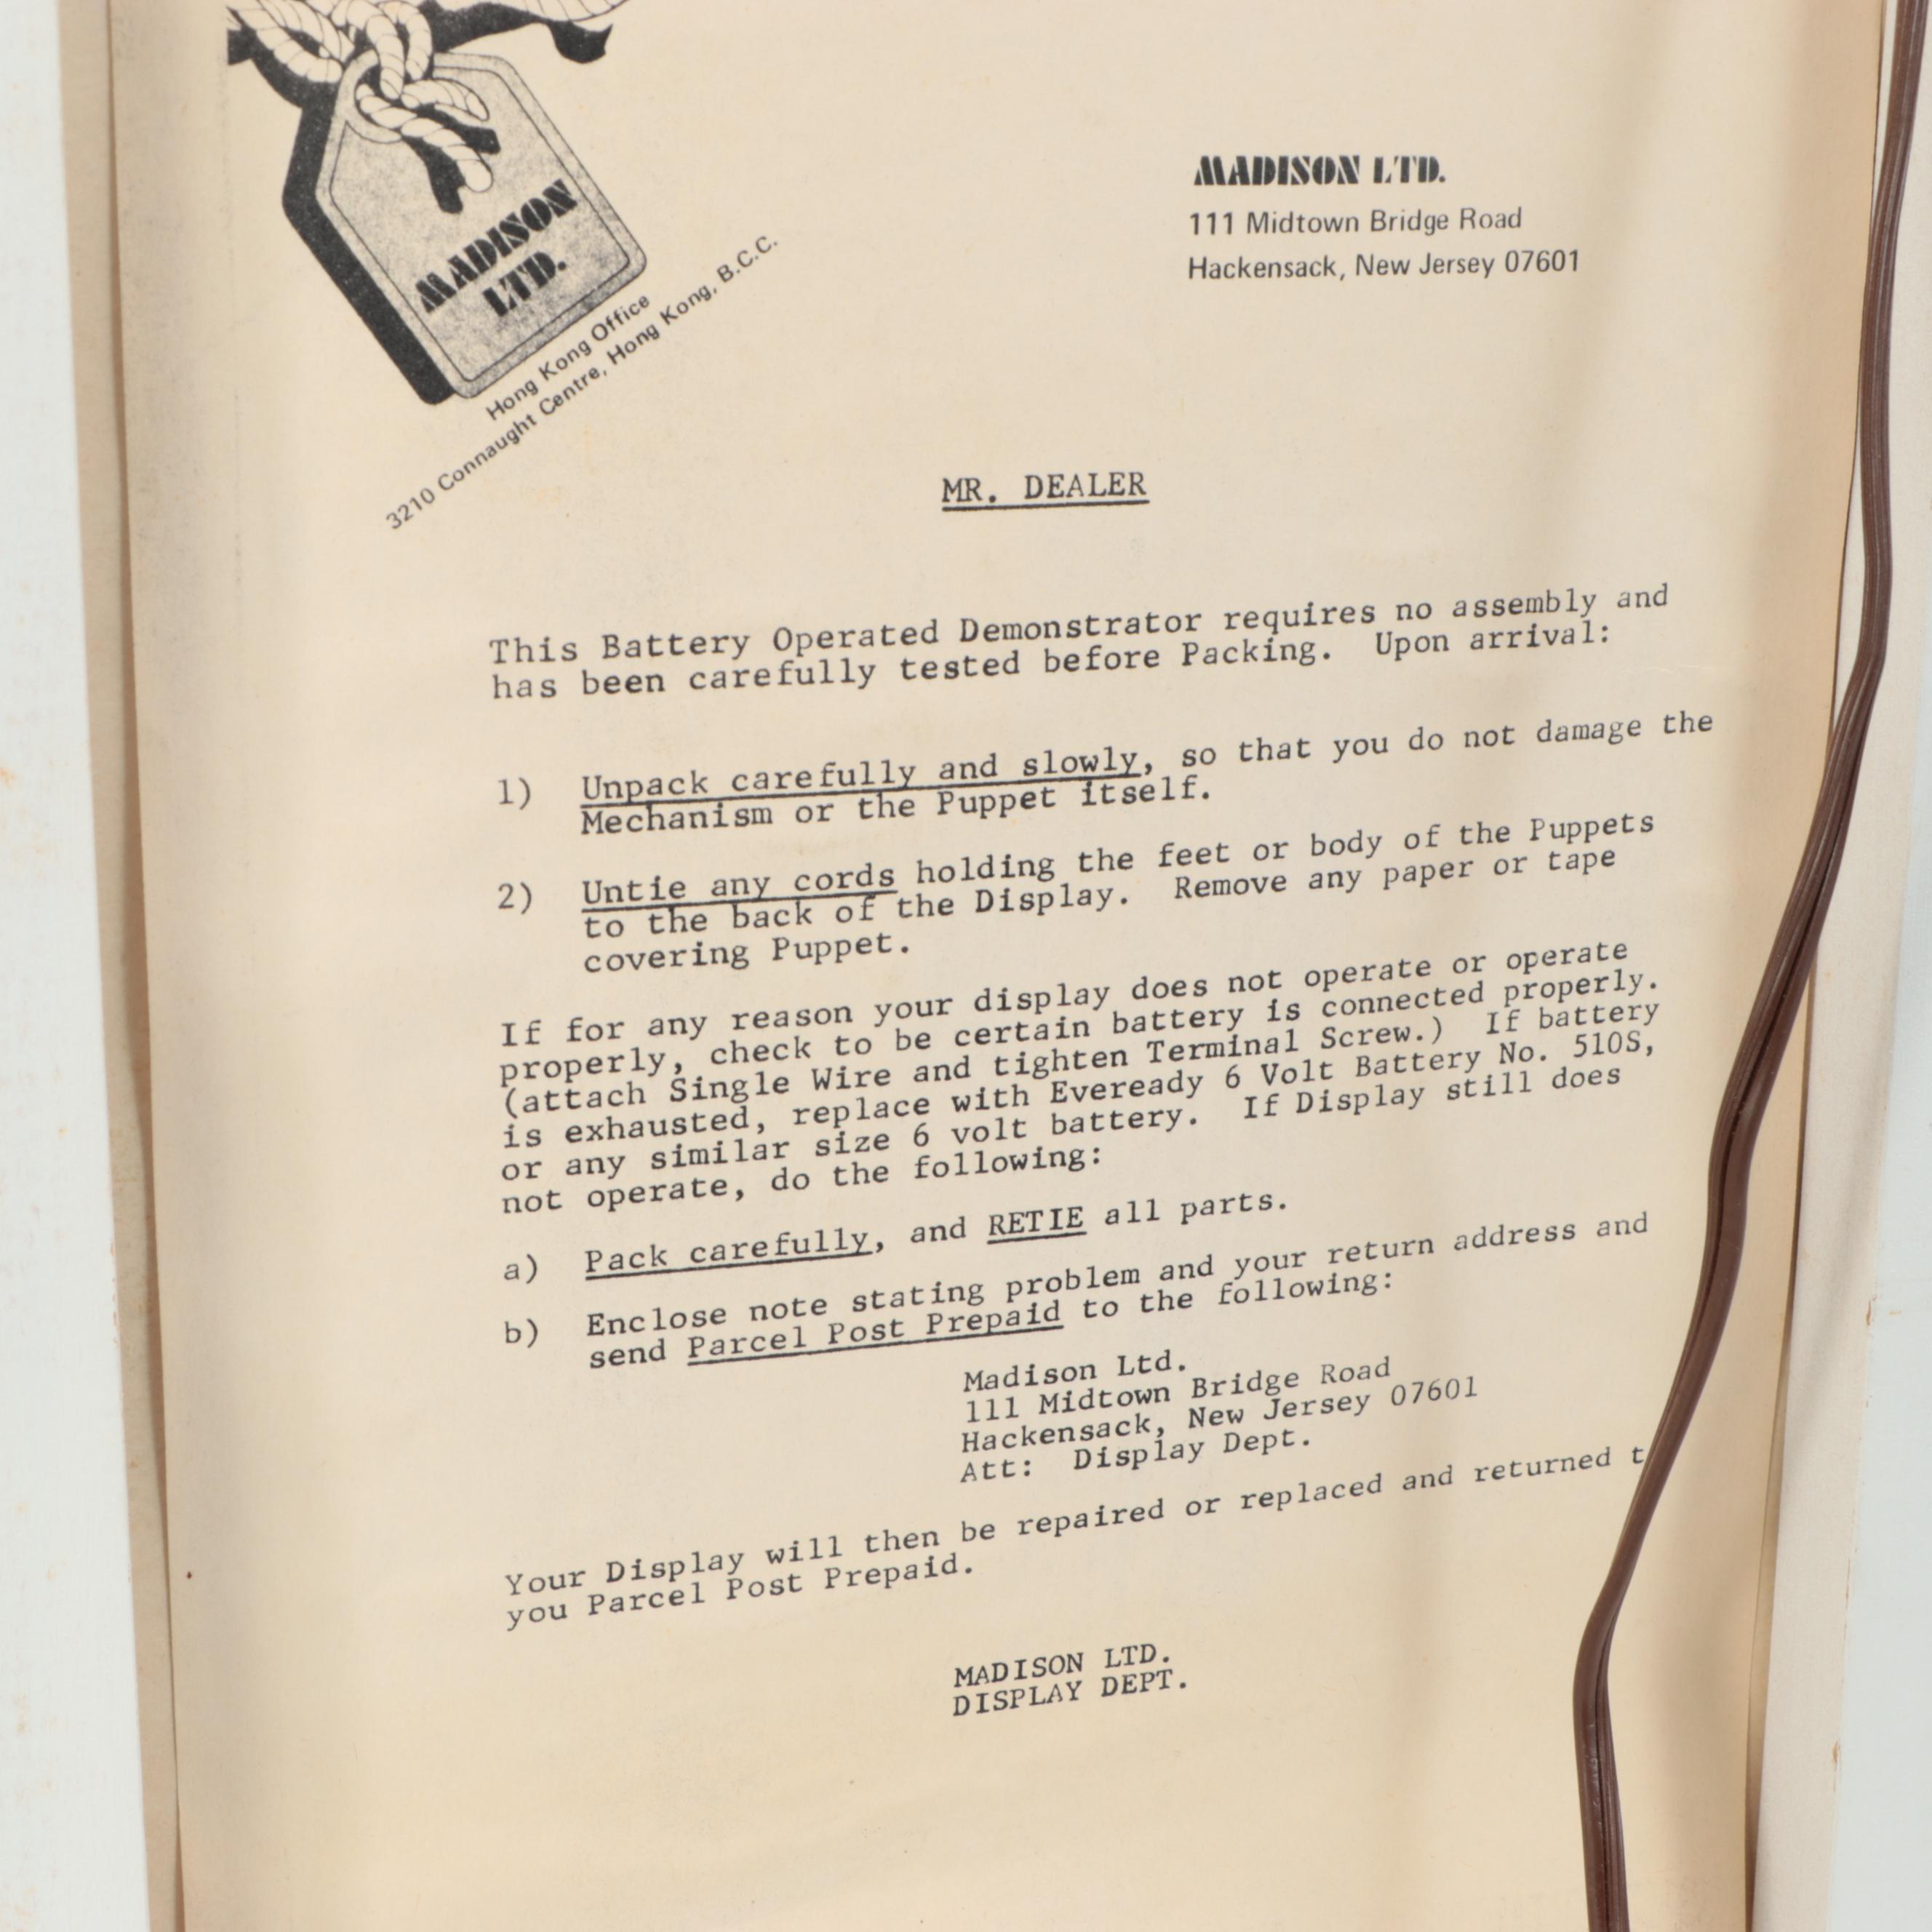 MADISON
LTD.
Hong Kong Office
3210 Connaught Centre, Hong Kong, B.C.C.
MADISON LTD.
111 Midtown Bridge Road
Hackensack, New Jersey 07601
MR. DEALER
This Battery Operated Demonstrator requires no assembly and
has been carefully tested before Packing. Upon arrival:
1) Unpack carefully and slowly, so that you do not damage the
Mechanism or the Puppet itself.
2) Untie any cords holding the feet or body of the Puppets
to the back of the Display. Remove any paper or tape
covering Puppet.
If for any reason your display does not operate or operate
properly, check to be certain battery is connected properly.
(attach Single Wire and tighten Terminal Screw.) If battery
is exhausted, replace with Eveready 6 Volt Battery No. 510S,
or any similar size 6 volt battery. If Display still does
not operate, do the following:
a) Pack carefully, and RETIE all parts.
b) Enclose note stating problem and your return address and
send Parcel Post Prepaid to the following:
Madison Ltd.
111 Midtown Bridge Road
Hackensack, New Jersey 07601
Att: Display Dept.
Your Display will then be repaired or replaced and returned t
you Parcel Post Prepaid.
MADISON LTD.
DISPLAY DEPT.